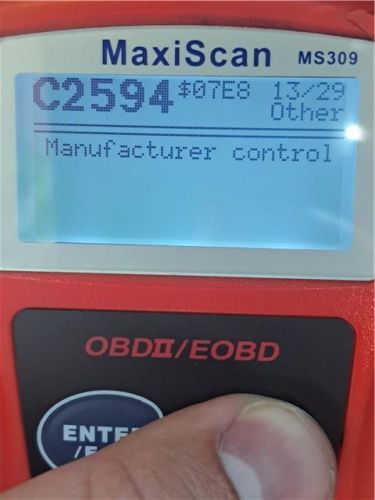 MaxiScan MS309
C2594 $07E8 13/29
Other
Manufacturer control
OBDII/EOBD
ENTE